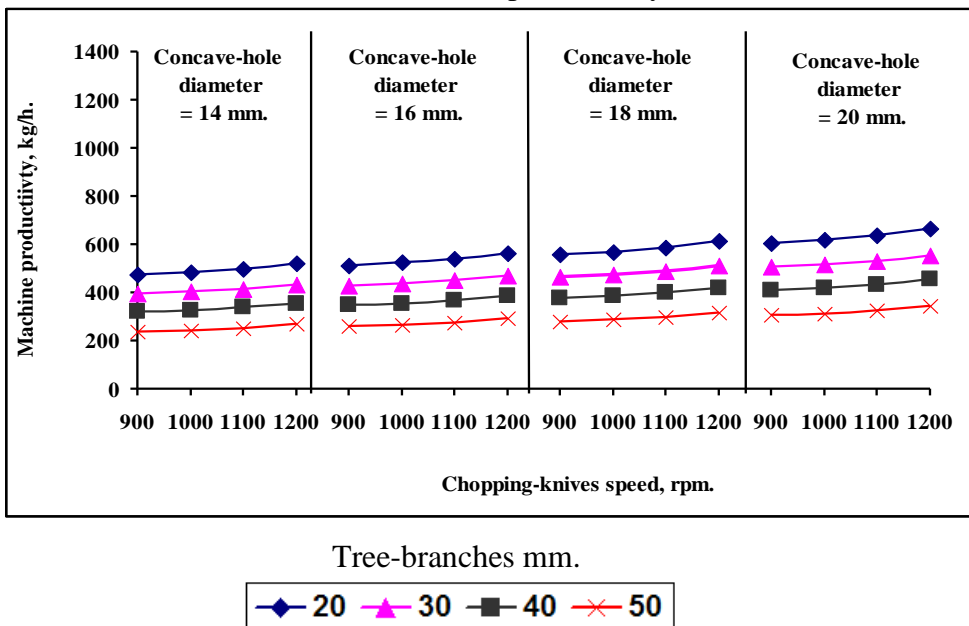 Machine productiivty, kg/h.
1400
1200
1000
800
600
400
200
0
Concave-hole
diameter
= 14 mm.
Concave-hole
diameter
= 16 mm.
Concave-hole
diameter
= 18 mm.
Concave-hole
diameter
= 20 mm.
900 1000 1100 1200 900 1000 1100 1200 900 1000 1100 1200 900 1000 1100 1200
Chopping-knives speed, rpm.
Tree-branches mm.
20 30 40 50